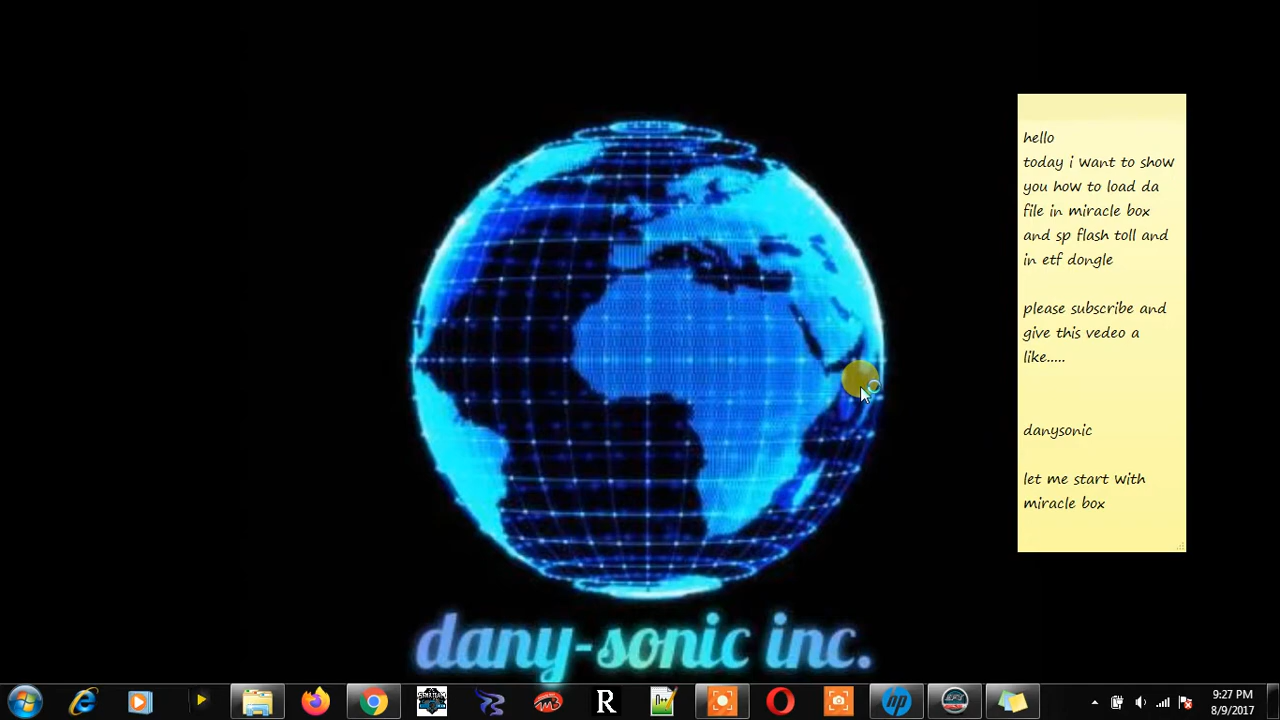 hello
today i want to show
you how to load da
file in miracle box
and sp flash toll and
in etf dongle
please subscribe and
give this vedeo a
like.....
danysonic
let me start with
miracle box
dany-sonic inc.
R
9:27 PM
8/9/2017